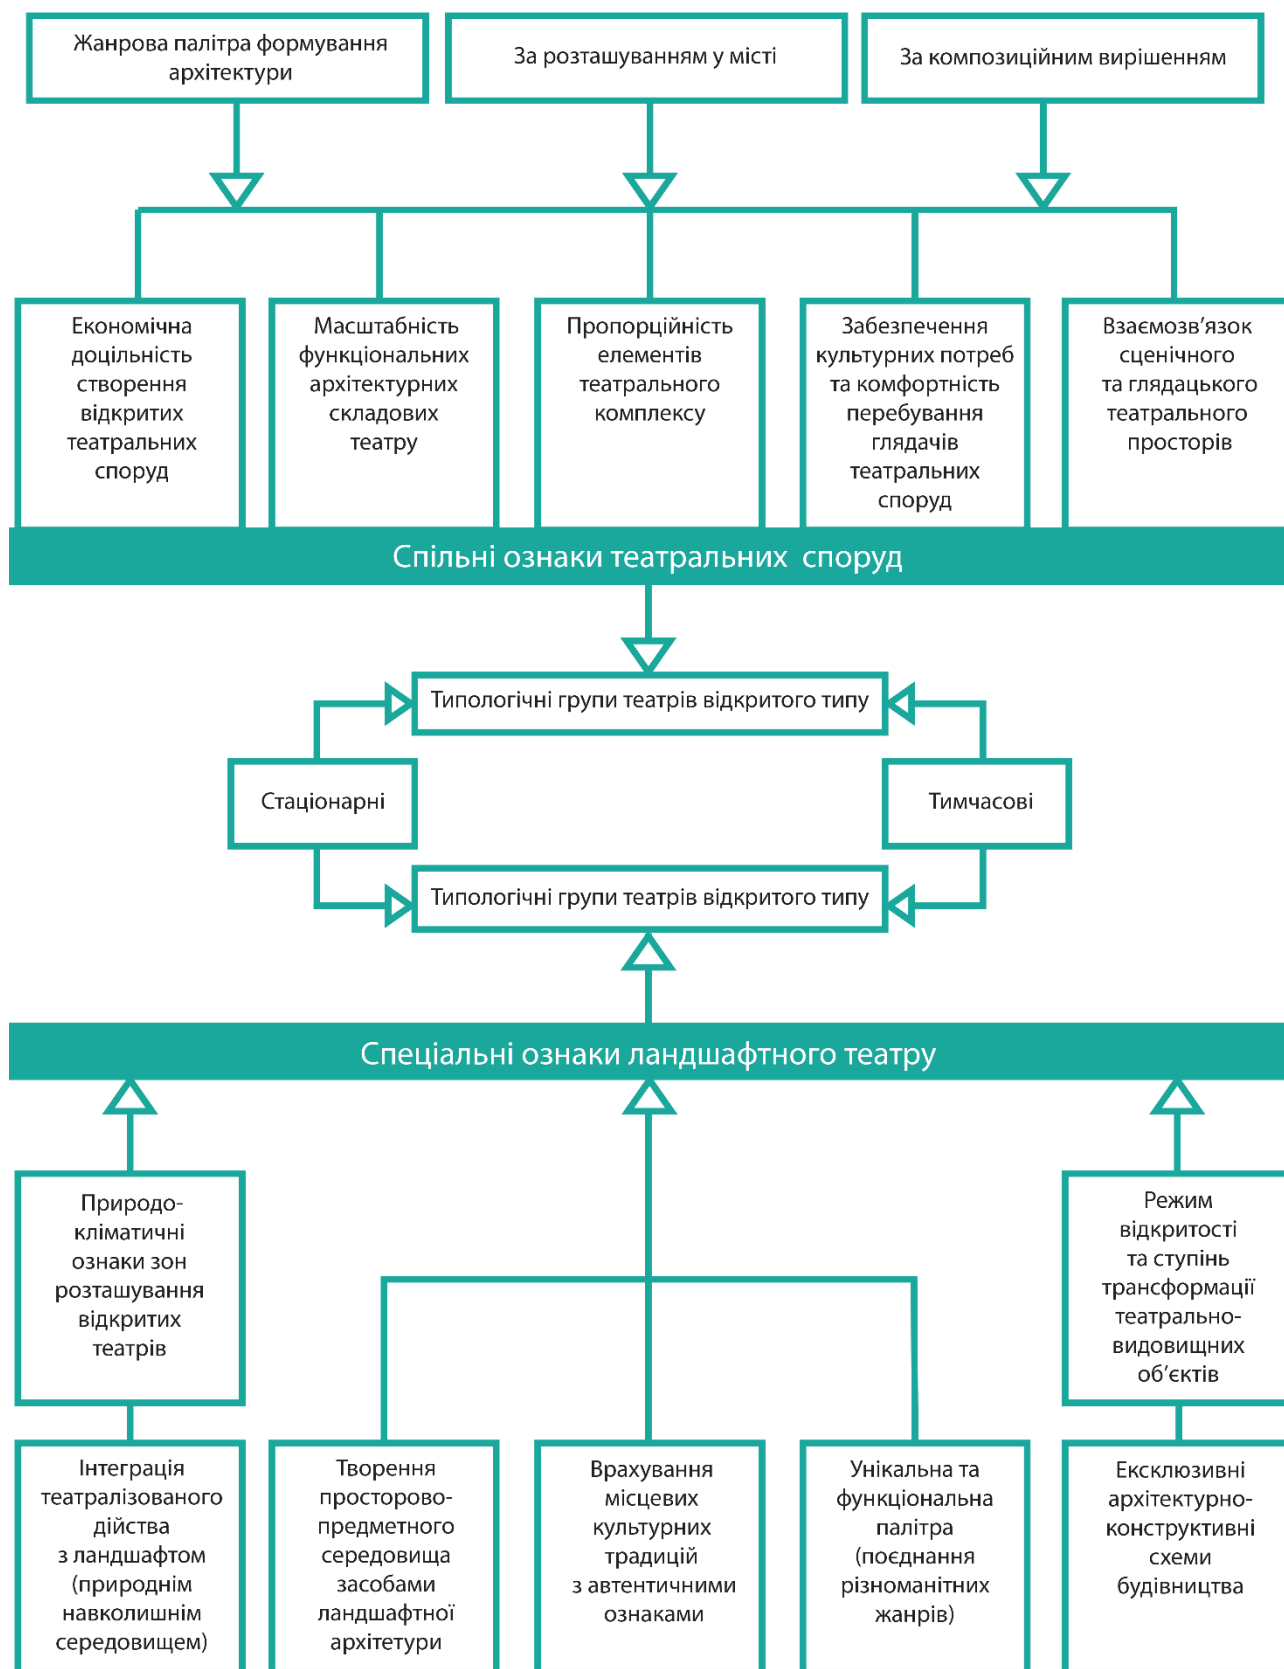 Жанрова палітра формування
архітектури
За розташуванням у місті
За композиційним вирішенням
Економічна
доцільність
створення
відкритих
театральних
споруд
Масштабність
функціональних
архітектурних
складових
театру
Пропорційність
елементів
театрального
комплексу
Забезпечення
культурних потреб
та комфортність
перебування
глядачів
театральних
споруд
Взаємозв’язок
сценічного
та глядацького
театрального
просторів
Спільні ознаки театральних споруд
Типологічні групи театрів відкритого типу
Стаціонарні
Тимчасові
Типологічні групи театрів відкритого типу
Спеціальні ознаки ландшафтного театру
Природо-
кліматичні
ознаки зон
розташування
відкритих
театрів
Режим
відкритості
та ступінь
трансформації
театрально-
видовищних
об’єктів
Інтеграція
театралізованого
дійства
з ландшафтом
(природнім
навколишнім
середовищем)
Творення
просторово-
предметного
середовища
засобами
ландшафтної
архітетури
Врахування
місцевих
культурних
традицій
з автентичними
ознаками
Унікальна та
функціональна
палітра
(поєднання
різноманітних
жанрів)
Ексклюзивні
архітектурно-
конструктивні
схеми
будівництва